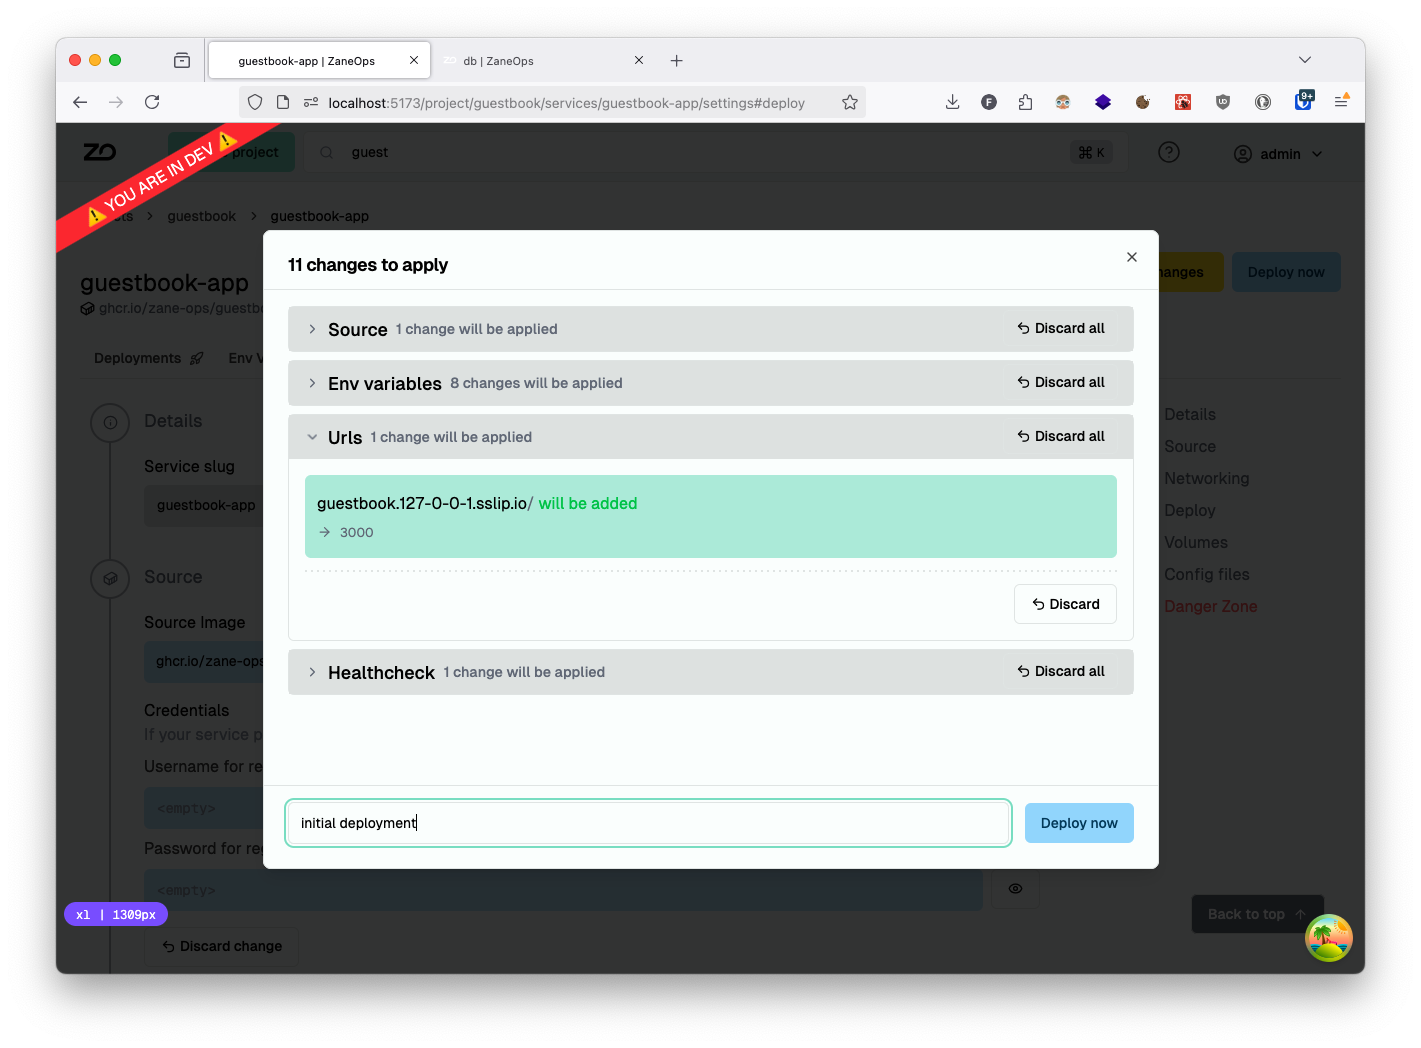 guestbook-app | ZaneOps
ZO db | ZaneOps
localhost:5173/project/guestbook/services/guestbook-app/settings#deploy
F
UD
9+
YOU ARE IN DEV
ZO
project
guest
⌘ K
admin
guestbook
guestbook-app
guestbook-app
Deploy now
ghcr.io/zane-ops/guestb
Deployments
Env V
11 changes to apply
Source 1 change will be applied
Discard all
Env variables 8 changes will be applied
Discard all
Urls 1 change will be applied
Discard all
guestbook.127-0-0-1.sslip.io/ will be added
→ 3000
Discard
Healthcheck 1 change will be applied
Discard all
initial deployment
Deploy now
Details
Service slug
guestbook-app
Source
Source Image
ghcr.io/zane-ops
Credentials
If your service p
Username for re
<empty>
Password for reg
<empty>
Discard change
Details
Source
Networking
Deploy
Volumes
Config files
Danger Zone
Back to top ↑
xl | 1309px